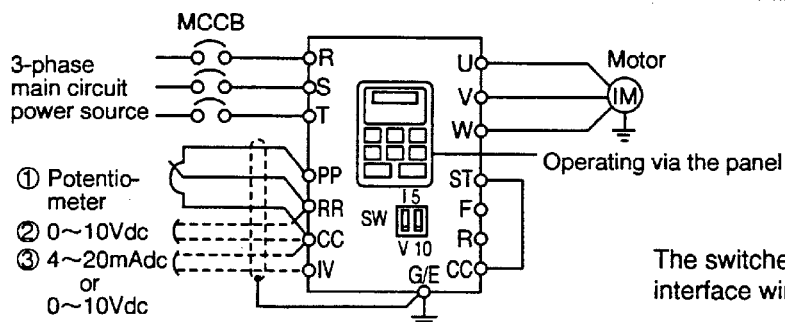 MCCB
3-phase
main circuit
power source
R
S
T
U
V
W
Motor
IM
Operating via the panel
① Potentio-
meter
PP
RR
CC
IV
② 0~10Vdc
③ 4~20mAdc
or
0~10Vdc
SW
I 5
V 10
ST
F
R
CC
G/E
The switche
interface wi